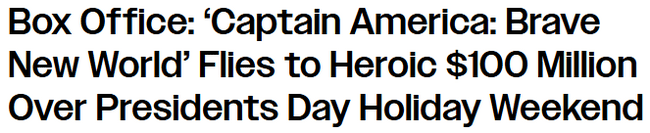 Box Office: ‘Captain America: Brave
New World’ Flies to Heroic $100 Million
Over Presidents Day Holiday Weekend